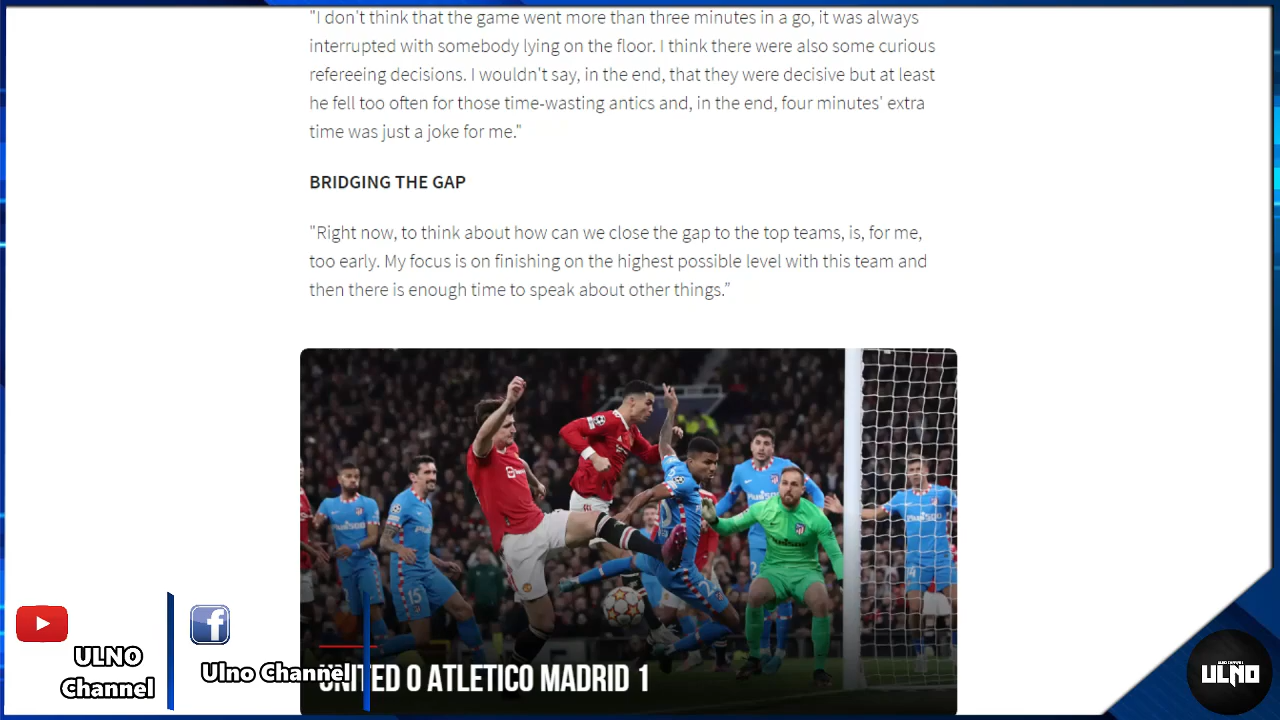 "I don't think that the game went more than three minutes in a go, it was always
interrupted with somebody lying on the floor. I think there were also some curious
refereeing decisions. I wouldn't say, in the end, that they were decisive but at least
he fell too often for those time-wasting antics and, in the end, four minutes' extra
time was just a joke for me."
BRIDGING THE GAP
"Right now, to think about how can we close the gap to the top teams, is, for me,
too early. My focus is on finishing on the highest possible level with this team and
then there is enough time to speak about other things."
15
UNITED 0 ATLETICO MADRID 1
ULNO
Channel
Ulno Channel
ULNO